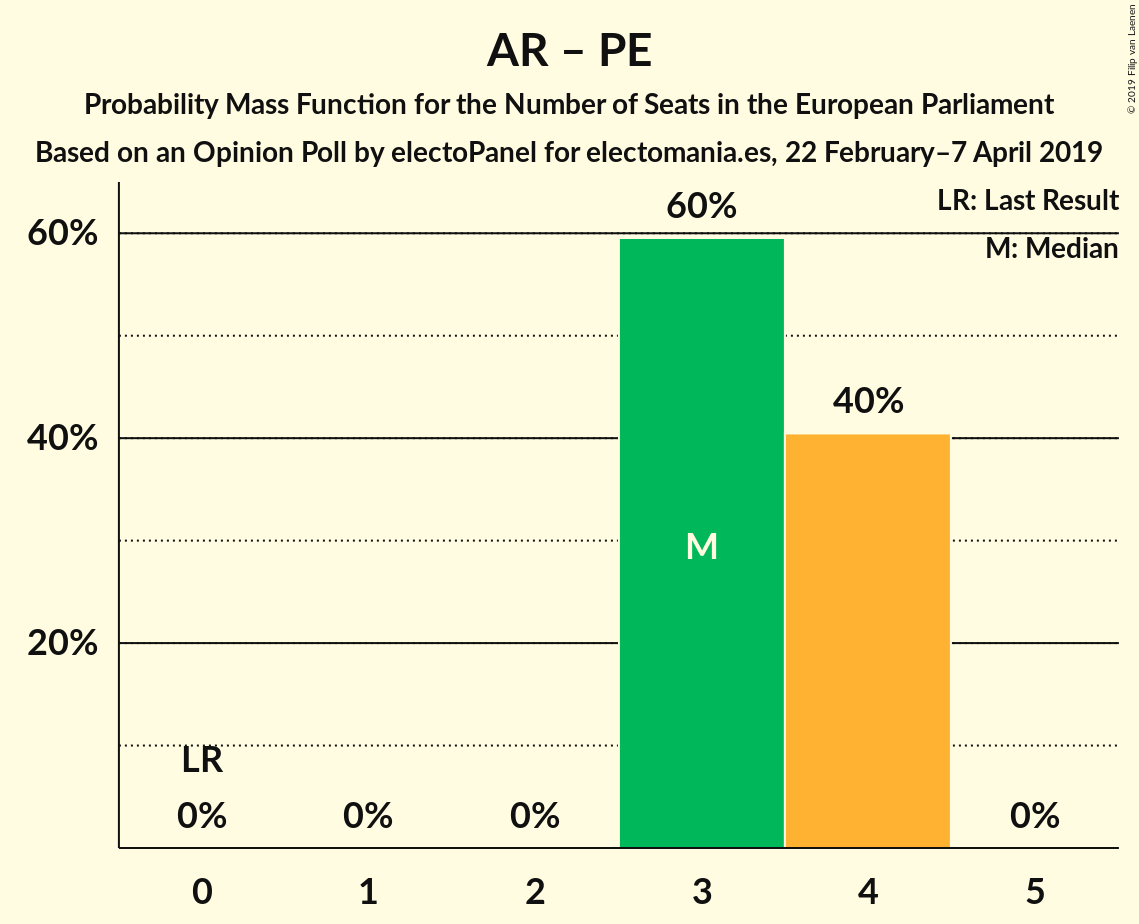 AR – PE
Probability Mass Function for the Number of Seats in the European Parliament
Based on an Opinion Poll by electoPanel for electomania.es, 22 February–7 April 2019
© 2019 Filip van Laenen
LR: Last Result
M: Median
60%
40%
20%
60%
40%
M
LR
0%
0%
0%
0%
0 1 2 3 4 5